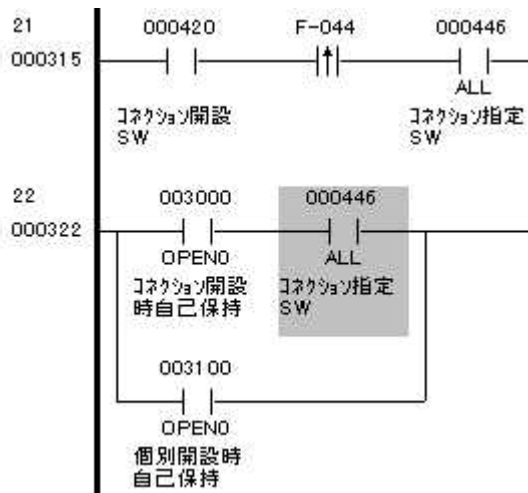 21 000420 F-044 000446
000315
ALL
コネクション開設 コネクション指定
SW SW
22 003000 000446
000322
OPEN0 ALL
コネクション開設 コネクション指定
時自己保持 SW
003100
OPEN0
個別開設時
自己保持